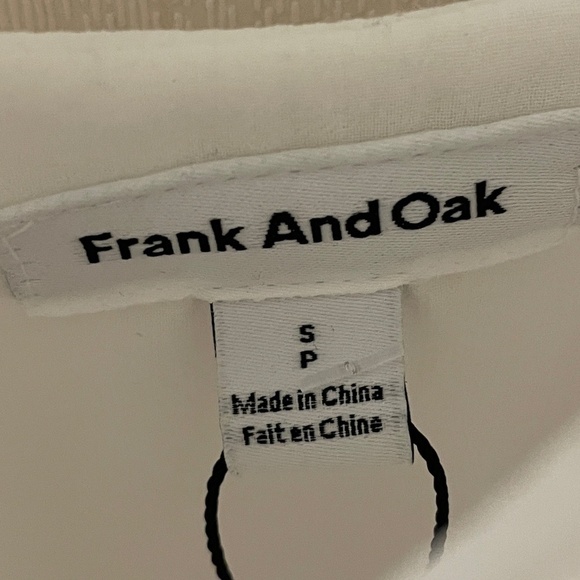 Frank And Oak
S
P
Made in China
Fait en Chine